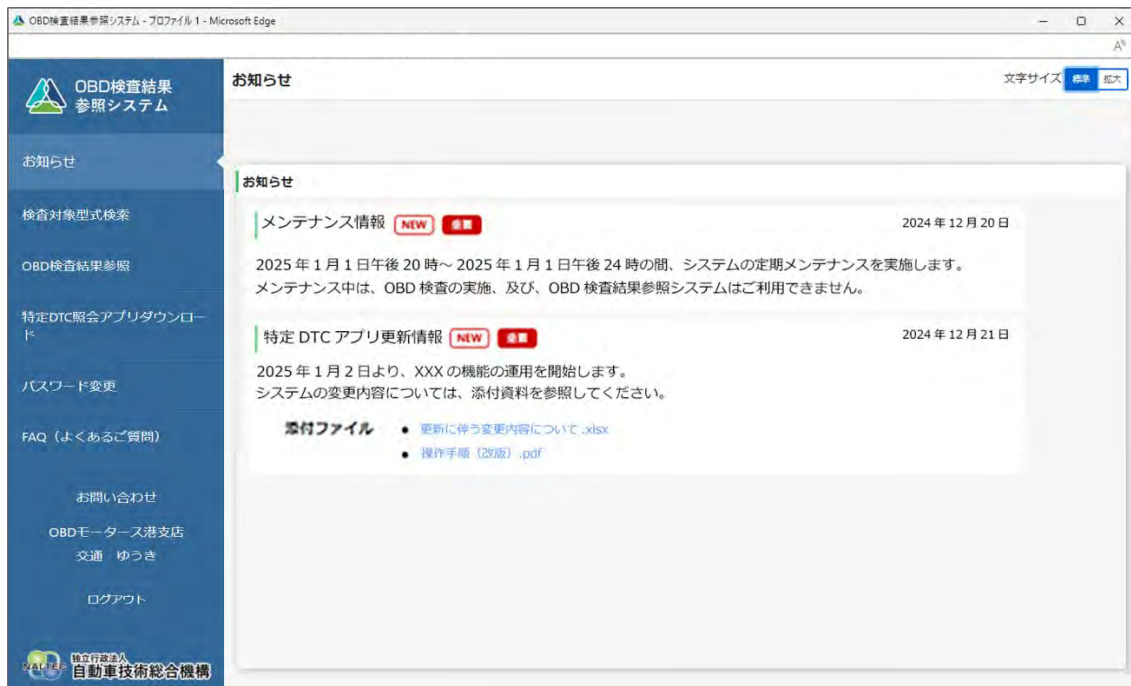 OBD検査結果参照システム - プロファイル 1 - Microsoft Edge
OBD検査結果
参照システム
お知らせ
文字サイズ 標準 拡大
お知らせ
検査対象型式検索
OBD検査結果参照
特定DTC照会アプリダウンロー
ド
パスワード変更
FAQ（よくあるご質問）
お問い合わせ
OBDモータース港支店
交通 ゆうき
ログアウト
独立行政法人
自動車技術総合機構
NALTEC
お知らせ
メンテナンス情報 NEW 重要 2024 年 12 月 20 日
2025 年 1 月 1 日午後 20 時～ 2025 年 1 月 1 日午後 24 時の間、システムの定期メンテナンスを実施します。
メンテナンス中は、OBD 検査の実施、及び、OBD 検査結果参照システムはご利用できません。
特定 DTC アプリ更新情報 NEW 重要 2024 年 12 月 21 日
2025 年 1 月 2 日より、XXX の機能の運用を開始します。
システムの変更内容については、添付資料を参照してください。
添付ファイル ● 更新に伴う変更内容について .xlsx
● 操作手順（改版）.pdf